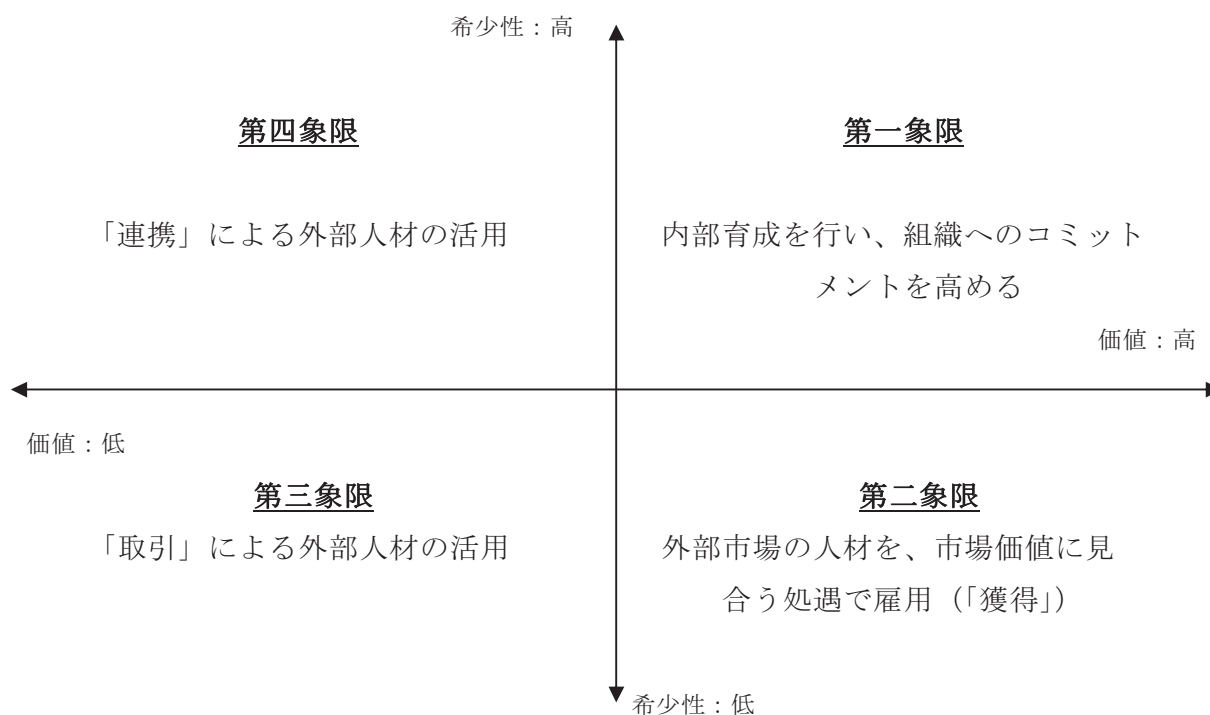 希少性：高
第四象限
「連携」による外部人材の活用
第一象限
内部育成を行い、組織へのコミット
メントを高める
価値：高
価値：低
第三象限
「取引」による外部人材の活用
第二象限
外部市場の人材を、市場価値に見
合う処遇で雇用（「獲得」）
希少性：低